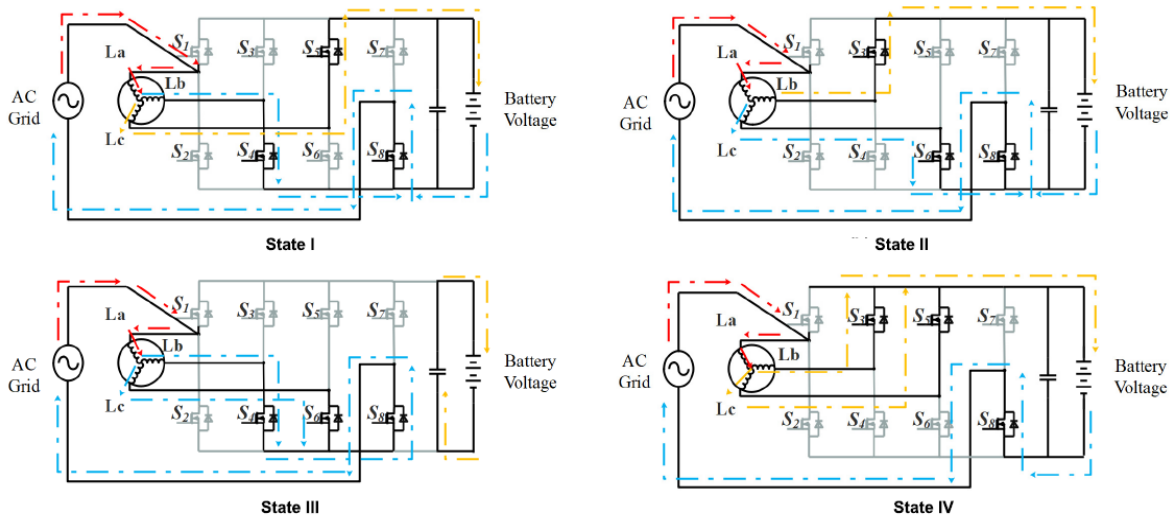 S1 S3 S5 S7
La
Lb
AC
Grid
Battery
Voltage
Lc
S2 S4 S6 S8
State I
S1 S3 S5 S7
La
Lb
AC
Grid
Battery
Voltage
Lc
S2 S4 S6 S8
State II
S1 S3 S5 S7
La
Lb
AC
Grid
Battery
Voltage
Lc
S2 S4 S6 S8
State III
S1 S3 S5 S7
La
Lb
AC
Grid
Battery
Voltage
Lc
S2 S4 S6 S8
State IV